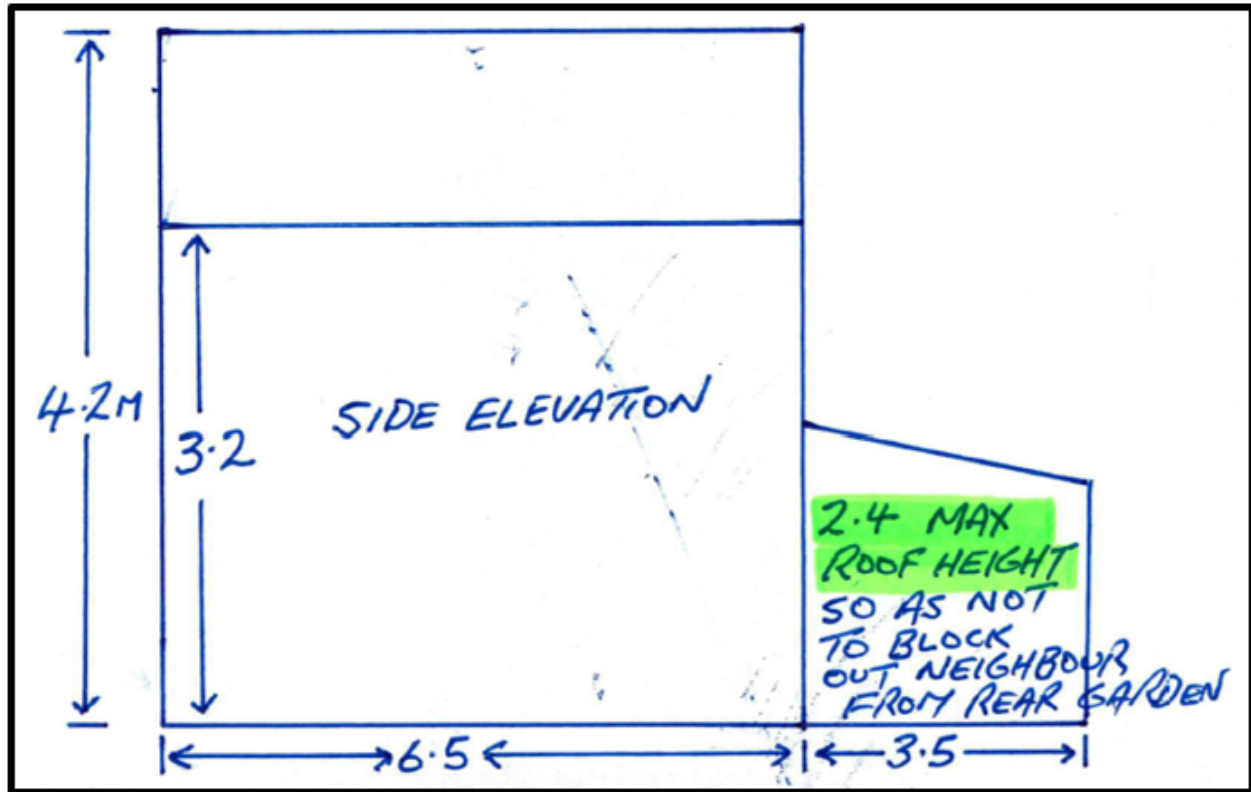 4.2M
3.2
SIDE ELEVATION
2.4 MAX
ROOF HEIGHT
SO AS NOT
TO BLOCK
OUT NEIGHBOUR
FROM REAR GARDEN
6.5
3.5